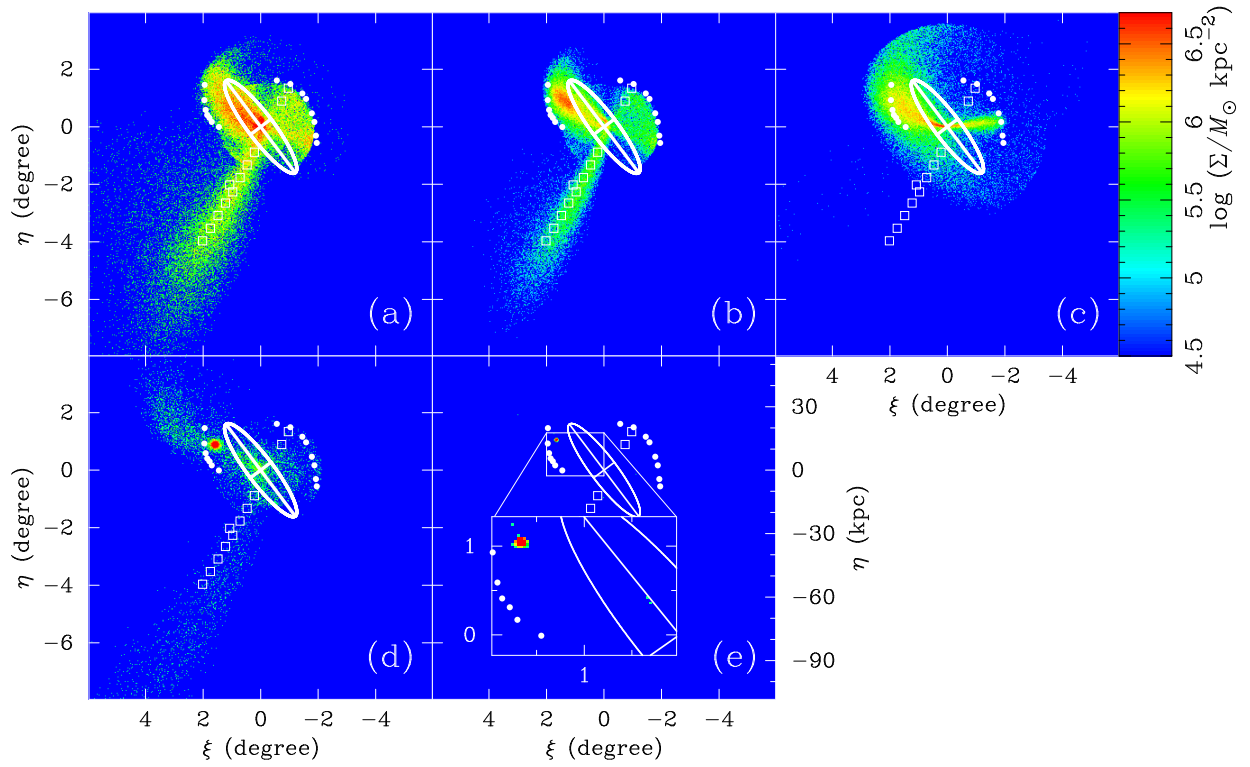 2
0
−2
−4
−6
η (degree)
(a)
(b)
(c)
4 2 0 −2 −4
ξ (degree)
4.5 5 5.5 6 6.5
log (Σ/M⊙ kpc−2)
2
0
−2
−4
−6
η (degree)
(d)
1
0
1
(e)
30
0
−30
−60
−90
η (kpc)
4 2 0 −2 −4
ξ (degree)
4 2 0 −2 −4
ξ (degree)